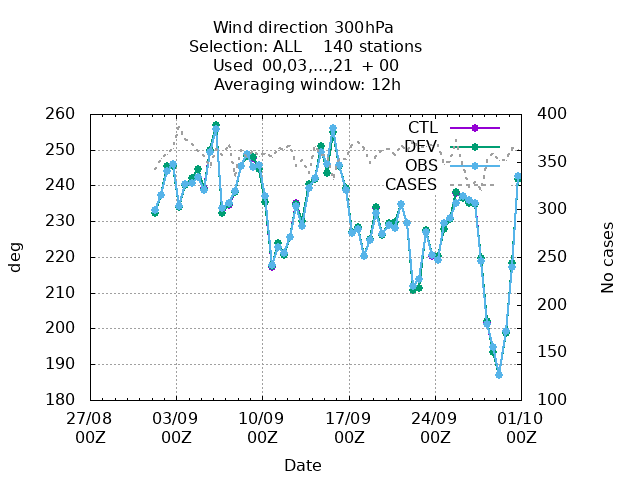 Wind direction 300hPa
Selection: ALL 140 stations
Used 00,03,...,21 + 00
Averaging window: 12h
260 400
CTL
DEV
250 350
OBS
240 CASES
230 300
220 250
210 200
200
190 150
180 100
deg
No cases
27/08 03/09 10/09 17/09 24/09 01/10
00Z 00Z 00Z 00Z 00Z 00Z
Date